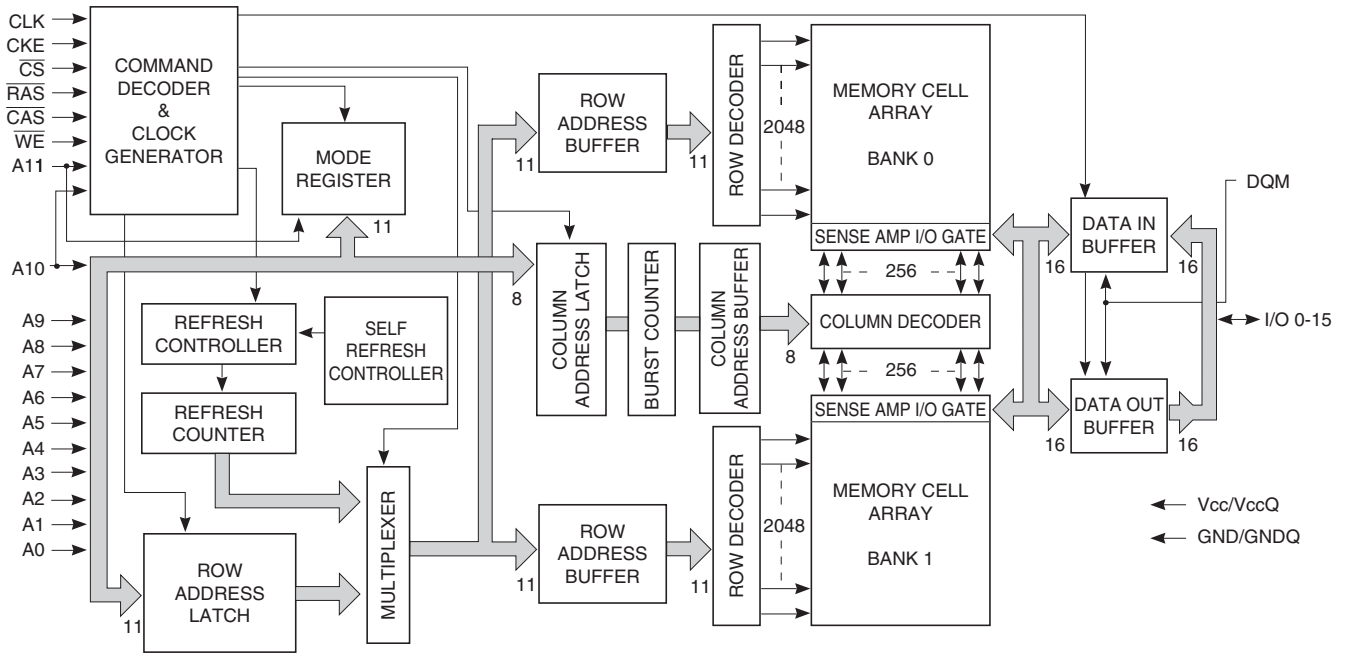 CLK
CKE
C̅S̅
R̅A̅S̅
C̅A̅S̅
W̅E̅
A11
A10
A9
A8
A7
A6
A5
A4
A3
A2
A1
A0
COMMAND
DECODER
&
CLOCK
GENERATOR
MODE
REGISTER
11
REFRESH
CONTROLLER
SELF
REFRESH
CONTROLLER
REFRESH
COUNTER
ROW
ADDRESS
LATCH
11
MULTIPLEXER
ROW
ADDRESS
BUFFER
11
11
ROW DECODER
2048
MEMORY CELL
ARRAY
BANK 0
SENSE AMP I/O GATE
8
COLUMN
ADDRESS LATCH
BURST COUNTER
COLUMN
ADDRESS BUFFER
8
256
COLUMN DECODER
256
ROW
ADDRESS
BUFFER
11
11
ROW DECODER
2048
SENSE AMP I/O GATE
MEMORY CELL
ARRAY
BANK 1
DQM
DATA IN
BUFFER
16
16
I/O 0-15
DATA OUT
BUFFER
16
16
Vcc/VccQ
GND/GNDQ